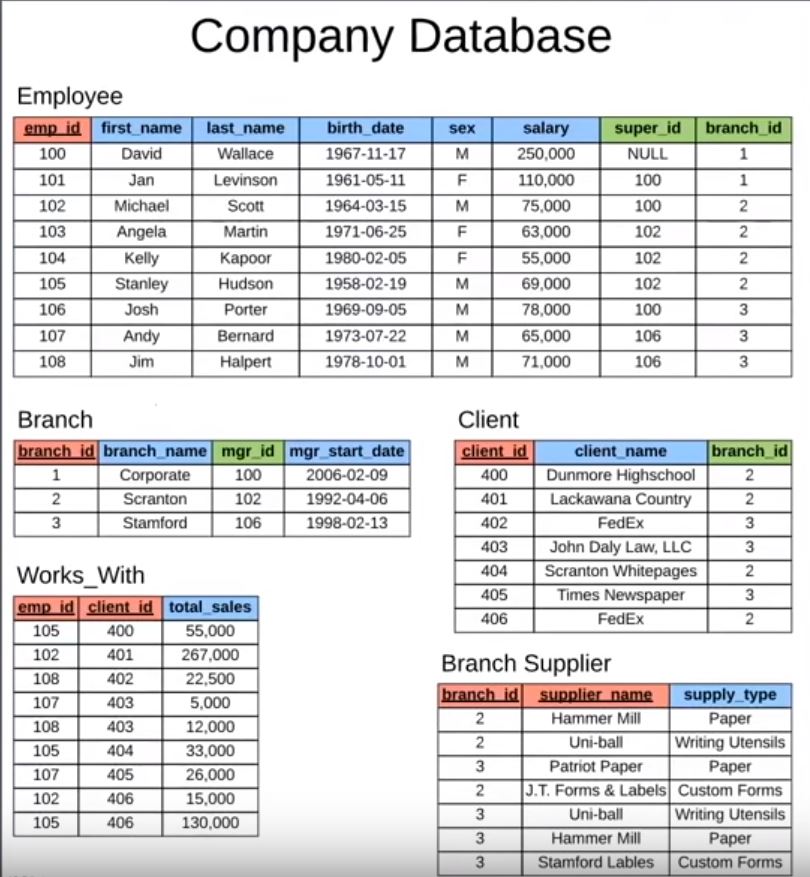 Company Database
Employee
emp_id first_name last_name birth_date sex salary super_id branch_id
100 David Wallace 1967-11-17 M 250,000 NULL 1
101 Jan Levinson 1961-05-11 F 110,000 100 1
102 Michael Scott 1964-03-15 M 75,000 100 2
103 Angela Martin 1971-06-25 F 63,000 102 2
104 Kelly Kapoor 1980-02-05 F 55,000 102 2
105 Stanley Hudson 1958-02-19 M 69,000 102 2
106 Josh Porter 1969-09-05 M 78,000 100 3
107 Andy Bernard 1973-07-22 M 65,000 106 3
108 Jim Halpert 1978-10-01 M 71,000 106 3
Branch
branch_id branch_name mgr_id mgr_start_date
1 Corporate 100 2006-02-09
2 Scranton 102 1992-04-06
3 Stamford 106 1998-02-13
Works_With
emp_id client_id total_sales
105 400 55,000
102 401 267,000
108 402 22,500
107 403 5,000
108 403 12,000
105 404 33,000
107 405 26,000
102 406 15,000
105 406 130,000
Client
client_id client_name branch_id
400 Dunmore Highschool 2
401 Lackawana Country 2
402 FedEx 3
403 John Daly Law, LLC 3
404 Scranton Whitepages 2
405 Times Newspaper 3
406 FedEx 2
Branch Supplier
branch_id supplier_name supply_type
2 Hammer Mill Paper
2 Uni-ball Writing Utensils
3 Patriot Paper Paper
2 J.T. Forms & Labels Custom Forms
3 Uni-ball Writing Utensils
3 Hammer Mill Paper
3 Stamford Lables Custom Forms